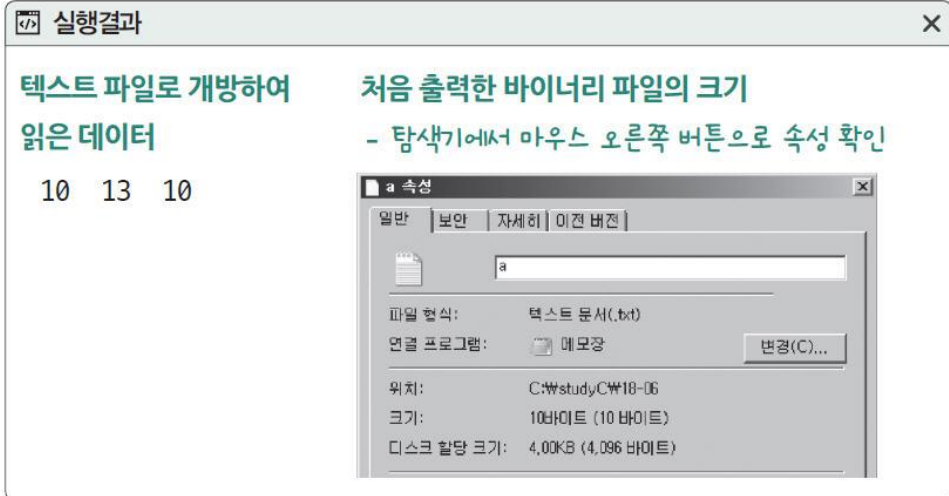 실행결과
텍스트 파일로 개방하여
읽은 데이터
10 13 10
처음 출력한 바이너리 파일의 크기
- 탐색기에서 마우스 오른쪽 버튼으로 속성 확인
a 속성
일반 보안 자세히 이전 버전
a
파일 형식: 텍스트 문서(.txt)
연결 프로그램: 메모장 변경(C)...
위치: C:₩studyC₩18-06
크기: 10바이트 (10 바이트)
디스크 할당 크기: 4,00KB (4,096 바이트)